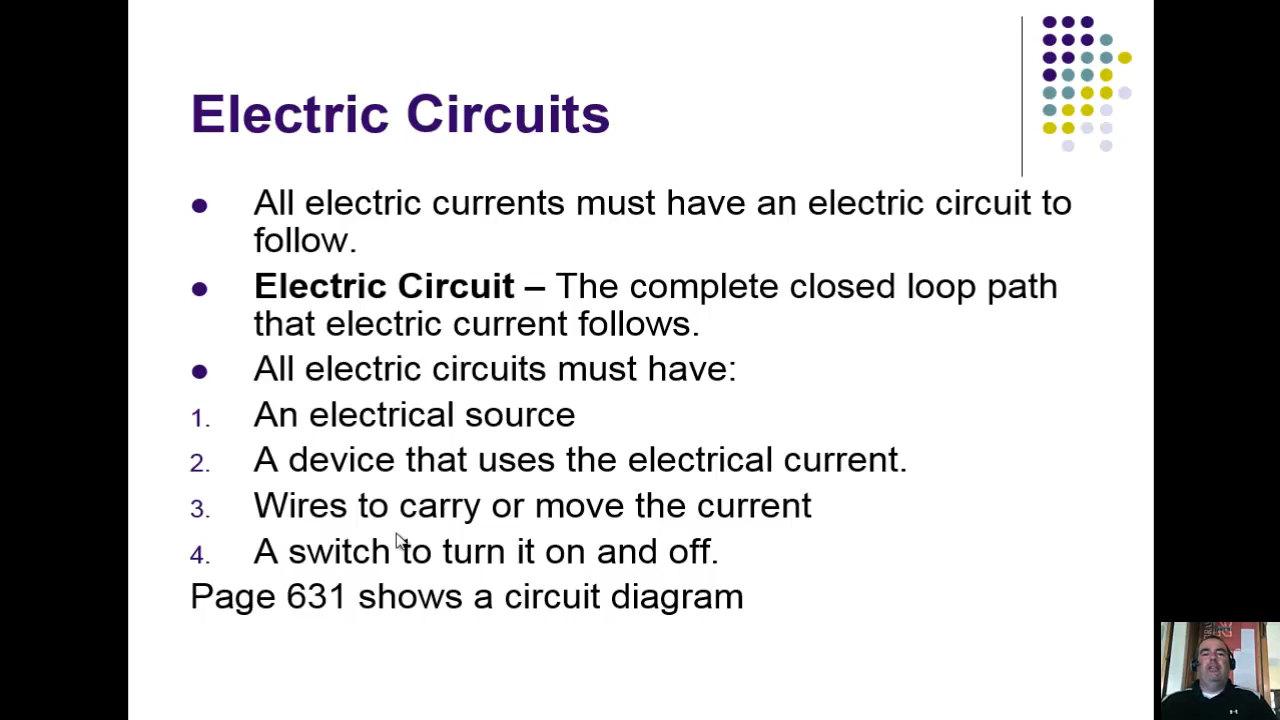 Electric Circuits
All electric currents must have an electric circuit to
follow.
Electric Circuit – The complete closed loop path
that electric current follows.
All electric circuits must have:
1. An electrical source
2. A device that uses the electrical current.
3. Wires to carry or move the current
4. A switch to turn it on and off.
Page 631 shows a circuit diagram